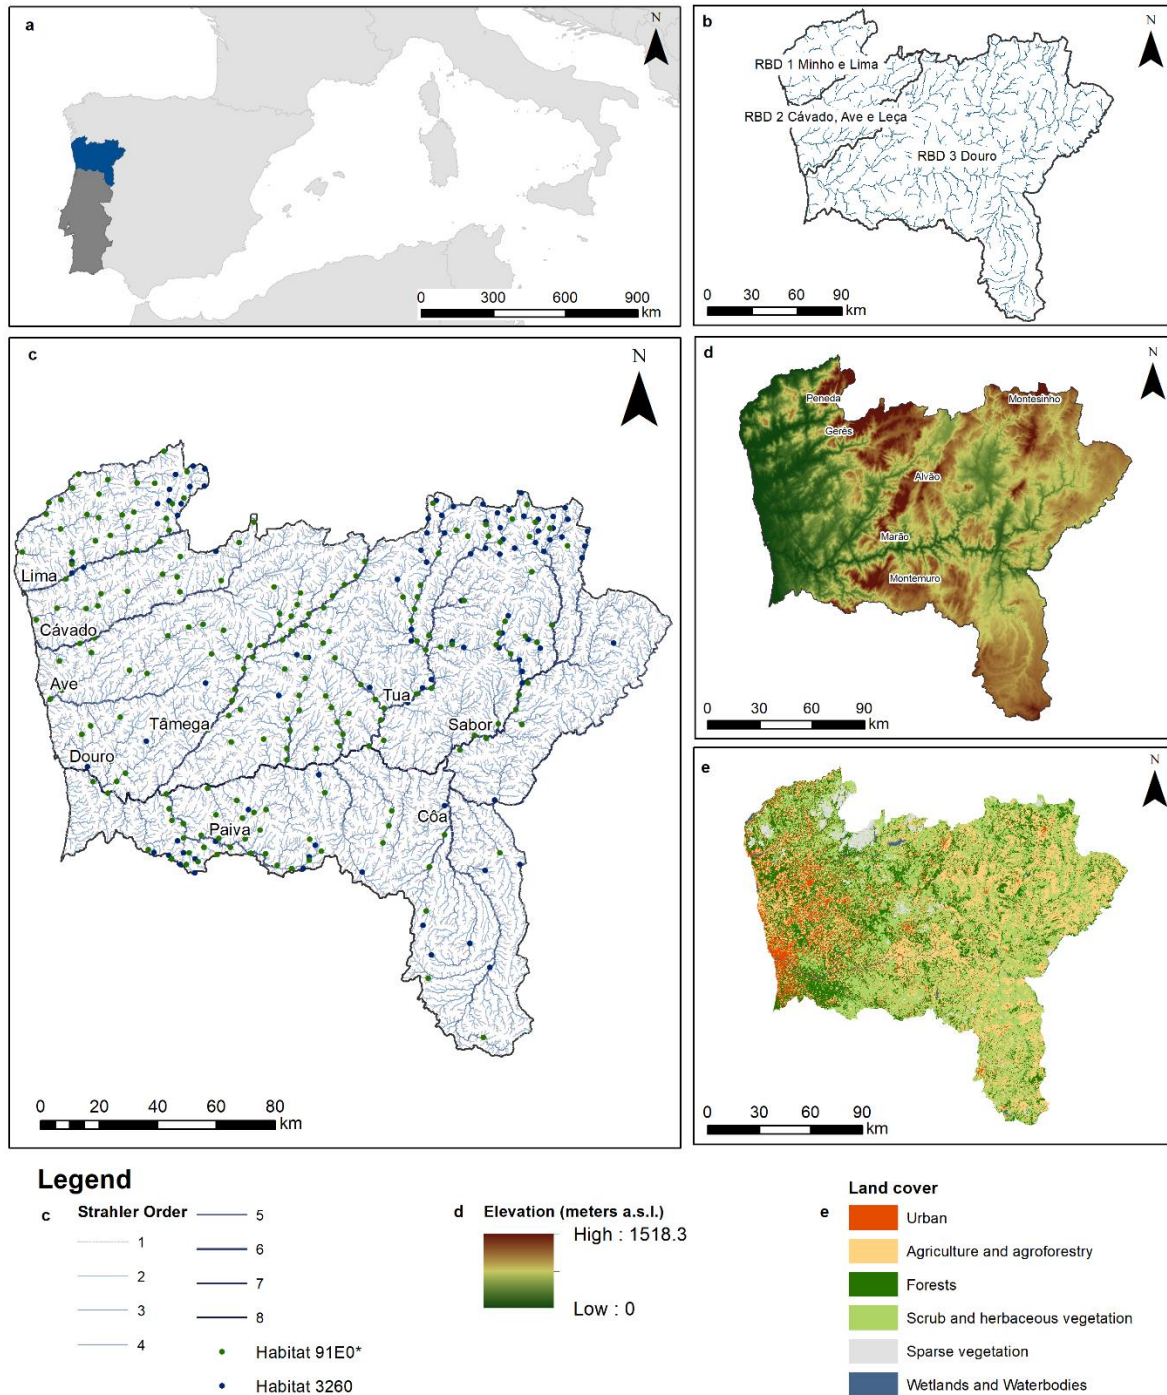 a
N
0 300 600 900
km
b
N
RBD 1 Minho e Lima
RBD 2 Cávado, Ave e Leça
RBD 3 Douro
0 30 60 90
km
c
N
Lima
Cávado
Ave
Tâmega
Douro
Tua
Sabor
Paiva
Côa
0 20 40 60 80
km
d
N
Peneda
Gerês
Montesinho
Alvão
Marão
Montemuro
0 30 60 90
km
e
N
0 30 60 90
km
Legend
c Strahler Order
1
2
3
4
5
6
7
8
Habitat 91E0*
Habitat 3260
d Elevation (meters a.s.l.)
High : 1518.3
Low : 0
Land cover
e
Urban
Agriculture and agroforestry
Forests
Scrub and herbaceous vegetation
Sparse vegetation
Wetlands and Waterbodies